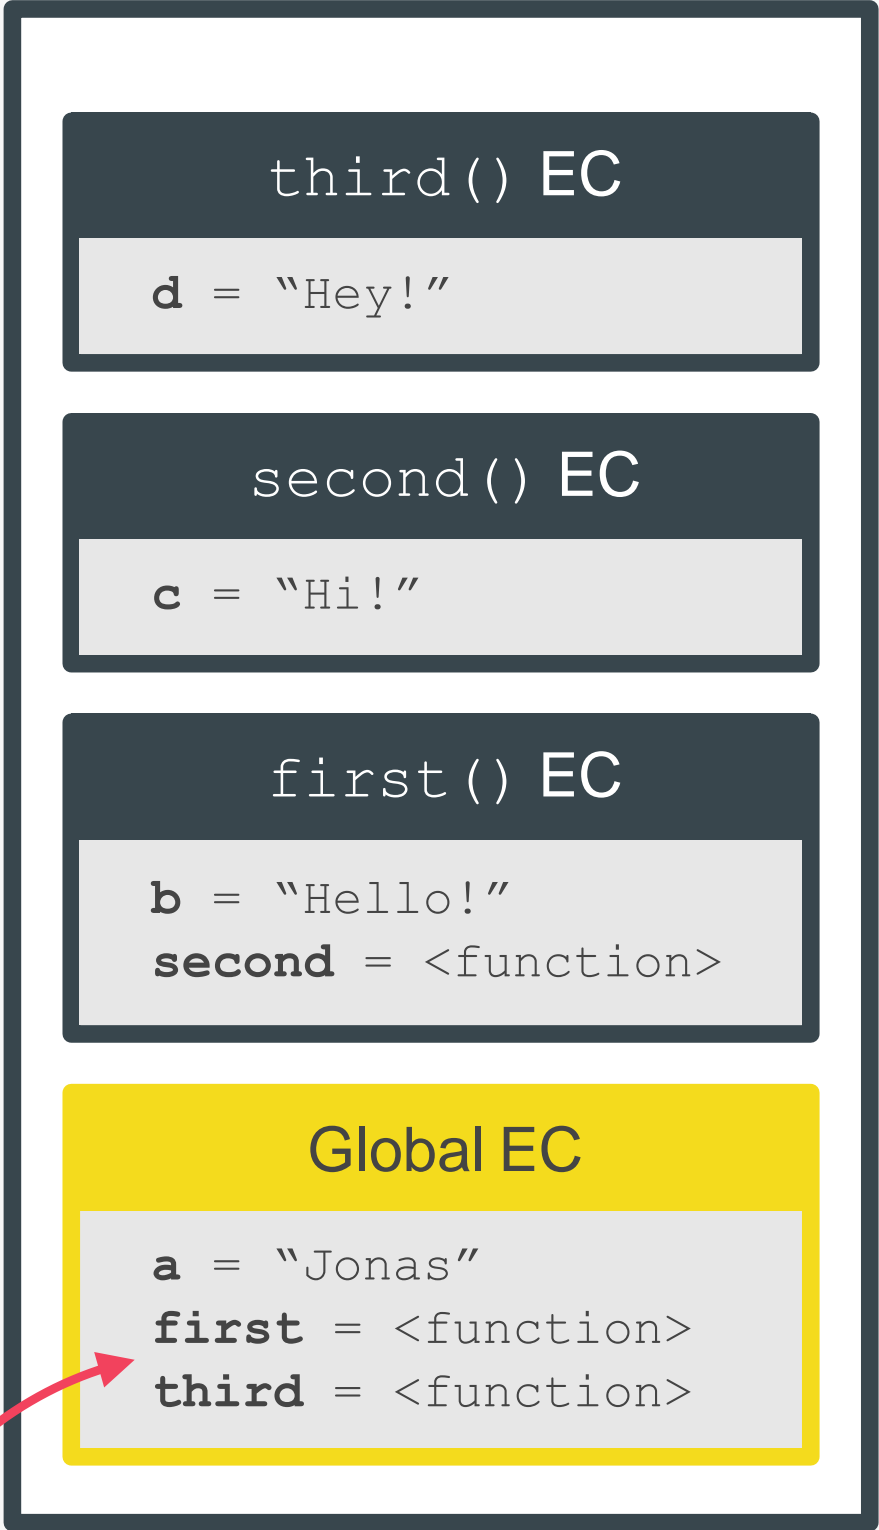 third() EC
d = “Hey!”
second() EC
c = “Hi!”
first() EC
b = “Hello!”
second = <function>
Global EC
a = “Jonas”
first = <function>
third = <function>